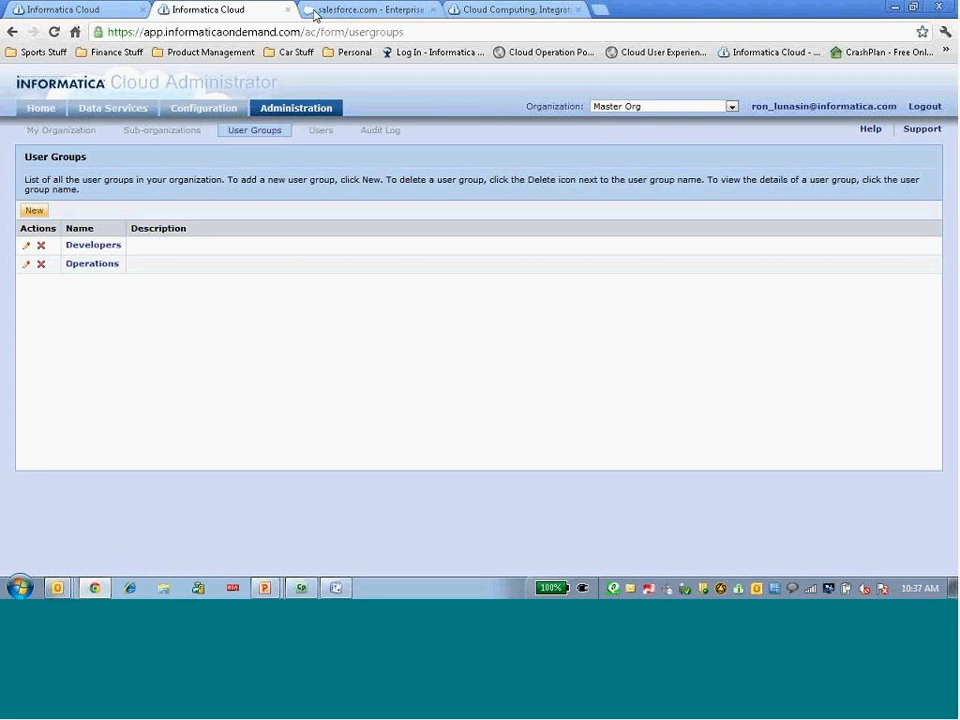 Informatica Cloud
Informatica Cloud
salesforce.com - Enterprise
Cloud Computing, Integrat
https://app.informaticaondemand.com/ac/form/usergroups
Sports Stuff
Finance Stuff
Product Management
Car Stuff
Personal
Log In - Informatica ...
Cloud Operation Po...
Cloud User Experien...
Informatica Cloud - ...
CrashPlan - Free Onl...
»
INFORMATICA Cloud Administrator
Home
Data Services
Configuration
Administration
Organization:
Master Org
ron_lunasin@informatica.com
Logout
My Organization
Sub-organizations
User Groups
Users
Audit Log
Help
Support
User Groups
List of all the user groups in your organization. To add a new user group, click New. To delete a user group, click the Delete icon next to the user group name. To view the details of a user group, click the user
group name.
New
Actions Name Description
Developers
Operations
100%
10:37 AM